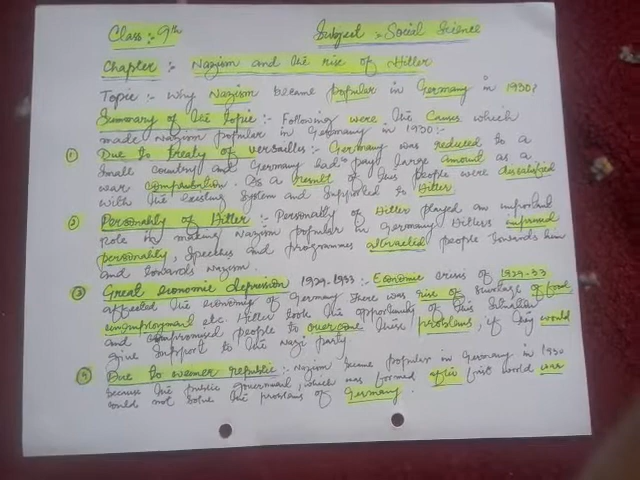 Class :- 9th Subject :- Social Science
Chapter :- Nazism and the rise of Hitler
Topic :- Why Nazism became popular in Germany in 1930?
Summary of the topic :- Following were the causes which
made Nazism popular in Germany in 1930 :-
① Due to treaty of versailles :- Germany was reduced to a
small country and Germany had to pay large amount as a
war . As a result of this people were
with the existing system and supported to Hitler
② Personality of Hitler :- Personality of Hitler played an important
role in making Nazism popular in Germany Hitlers
personality, speeches and programmes attracted people towards him
and towards nazism.
③ Great economic depression 1929-1933 :- Economic crisis of 1929-33
affected the economy of Germany there was rise of shortage of food
unemployment etc. Hitler took the opportunity of this situation
and people to overcome these problems, if they would
give support to the nazi party
④ Due to weimer republic :- Nazism became popular in Germany in 1930
because the public government, which was formed after first world war
could not solve the problems of Germany.